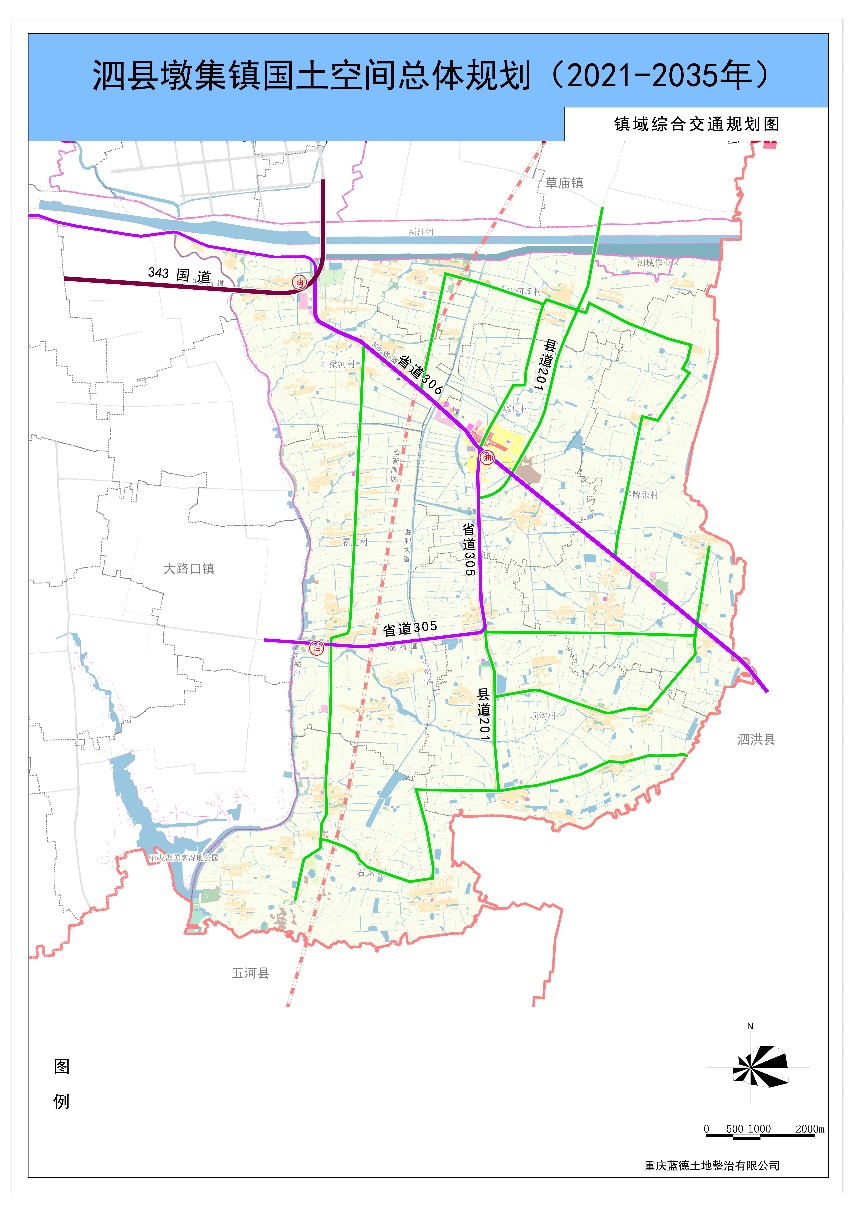 泗县墩集镇国土空间总体规划（2021-2035年）
镇域综合交通规划图
草庙镇
343 国 道
油
县道201
省道306
油
省道305
大路口镇
省道305
油
县道201
泗洪县
五河县
N
图
例
0 500 1000 2000m
重庆蓝德土地整治有限公司